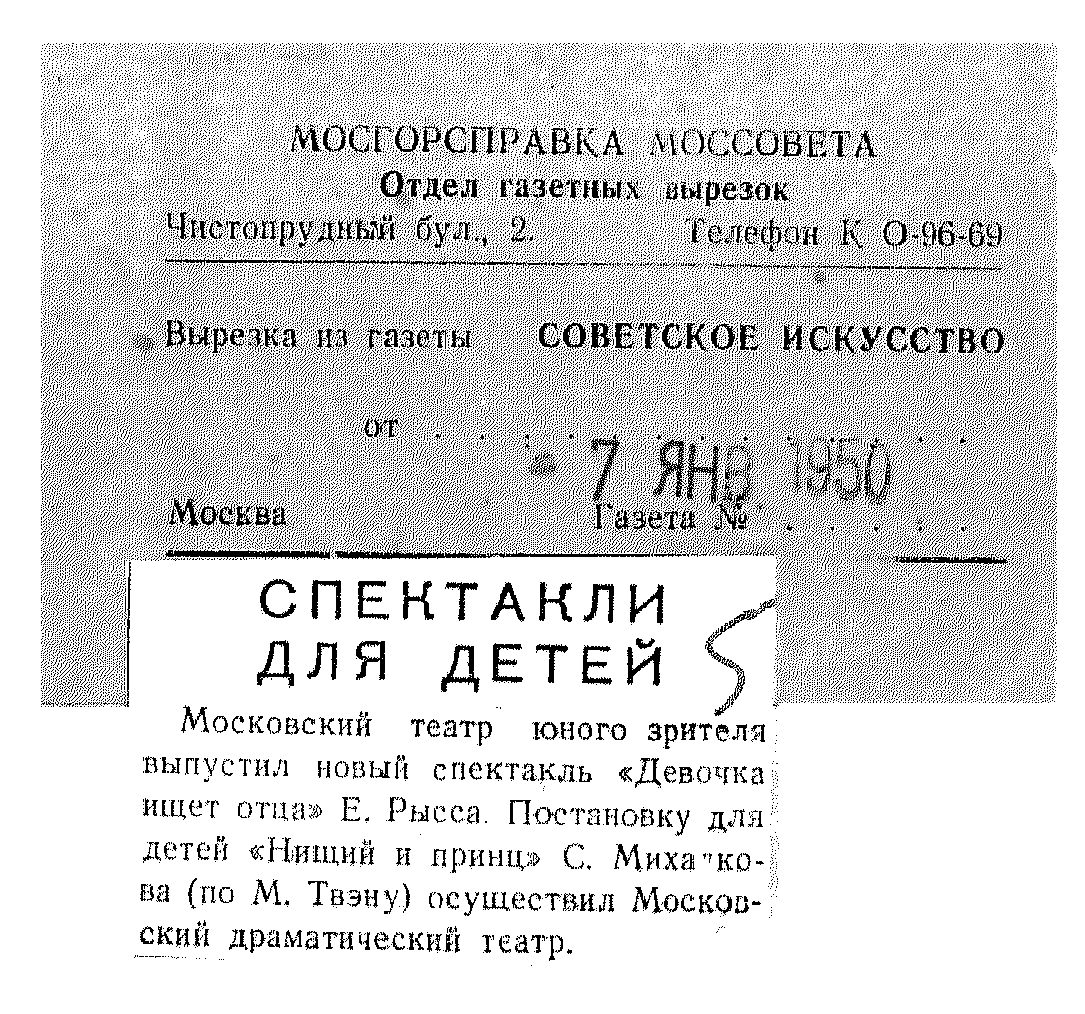 МОСГОРСПРАВКА МОССОВЕТА
Отдел газетных вырезок
Чистопрудный бул., 2. Телефон К 0-96-69
Вырезка из газеты СОВЕТСКОЕ ИСКУССТВО
от . . . . . . . . . . . . .
7 ЯНВ 1950
Москва Газета № . . . . .
СПЕКТАКЛИ
ДЛЯ ДЕТЕЙ
5
Московский театр юного зрителя
выпустил новый спектакль «Девочка
ищет отца» Е. Рысса. Постановку для
детей «Нищий и принц» С. Михалко-
ва (по М. Твэну) осуществил Москов-
ский драматический театр.